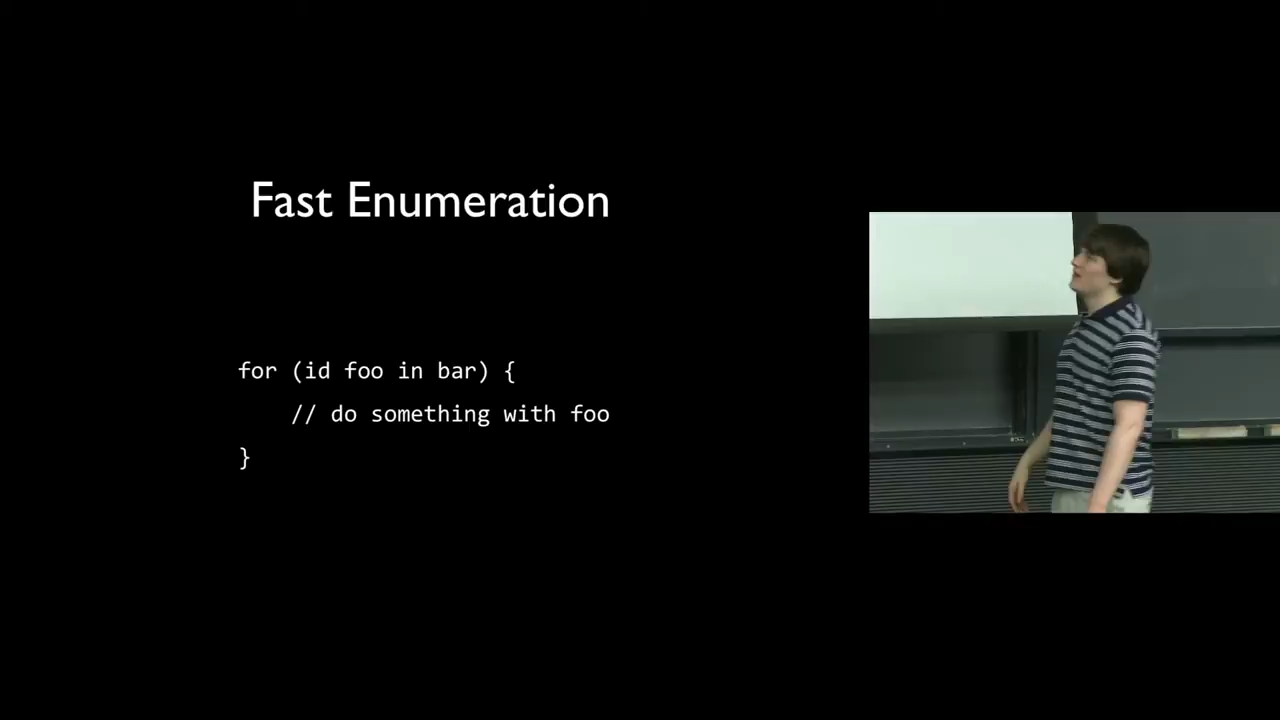 Fast Enumeration
for (id foo in bar) {
// do something with foo
}